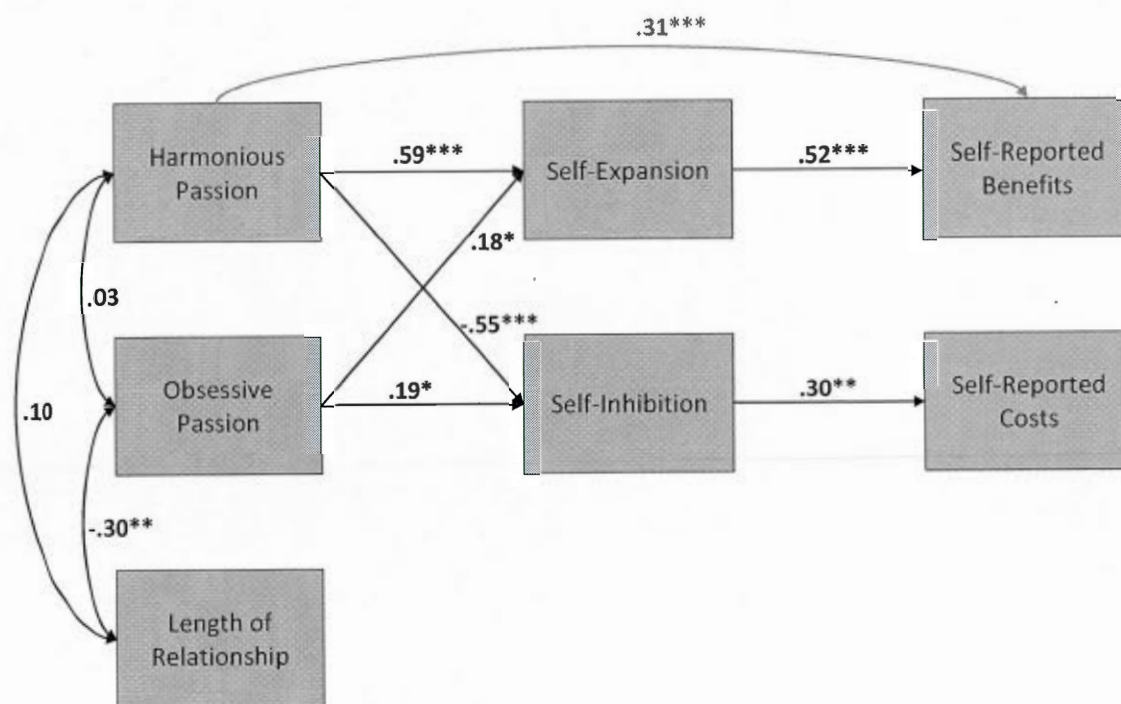 .31***
Harmonious
Passion
.59***
Self-Expansion
.52***
Self-Reported
Benefits
.18*
.03
-.55***
Obsessive
Passion
.19*
Self-Inhibition
.30**
Self-Reported
Costs
.10
-.30**
Length of
Relationship